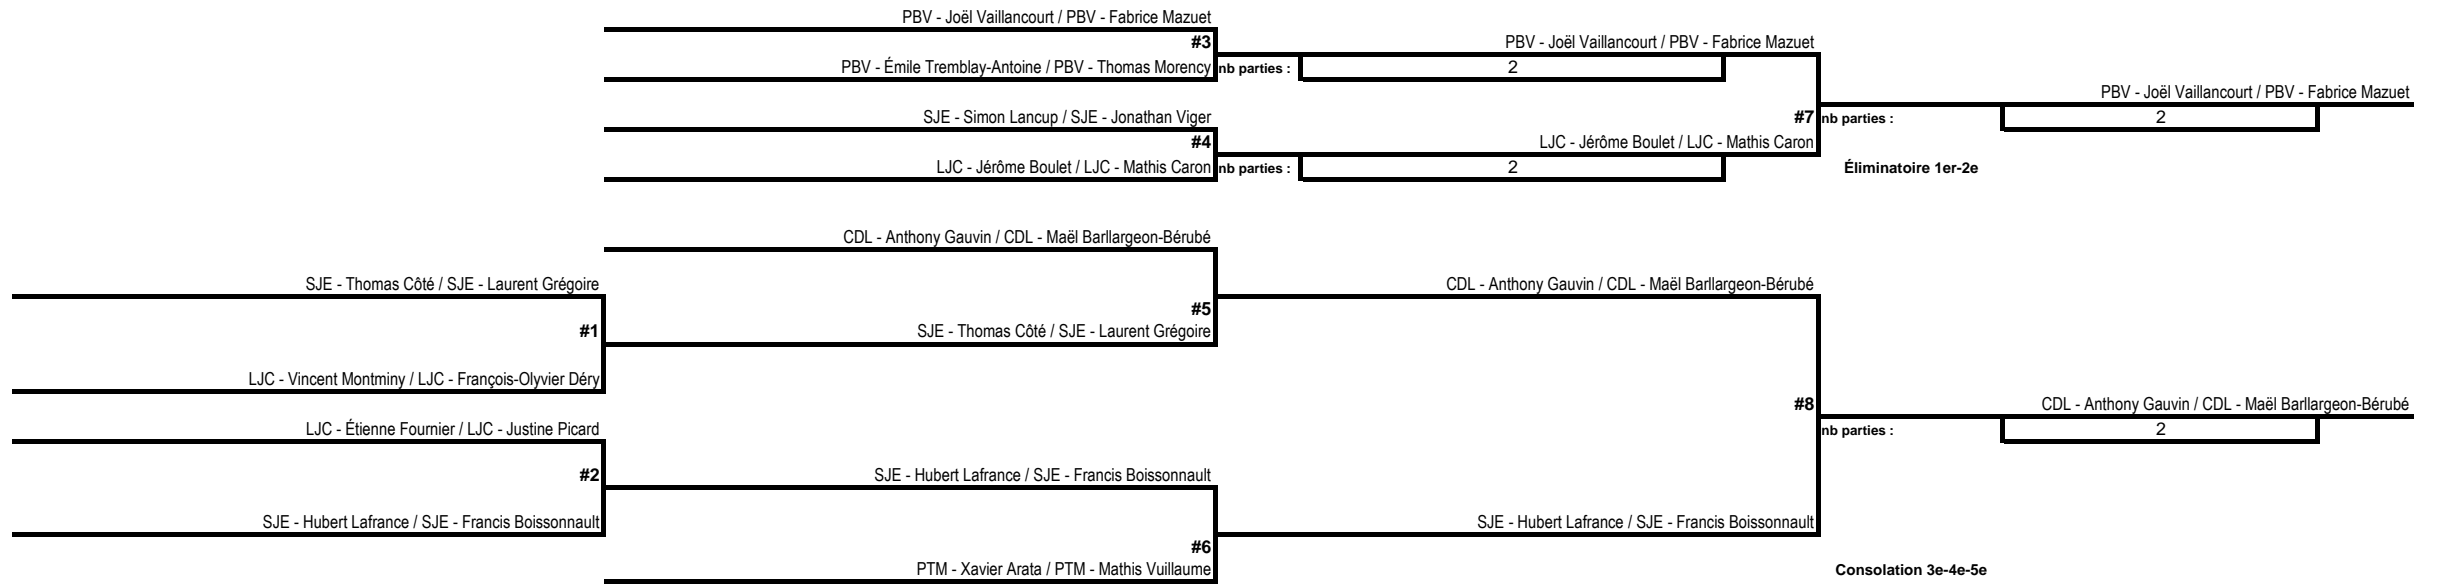 PBV - Joël Vaillancourt / PBV - Fabrice Mazuet
#3
PBV - Joël Vaillancourt / PBV - Fabrice Mazuet
PBV - Émile Tremblay-Antoine / PBV - Thomas Morency
nb parties :
2
PBV - Joël Vaillancourt / PBV - Fabrice Mazuet
SJE - Simon Lancup / SJE - Jonathan Viger
#7
nb parties :
2
#4
LJC - Jérôme Boulet / LJC - Mathis Caron
LJC - Jérôme Boulet / LJC - Mathis Caron
nb parties :
2
Éliminatoire 1er-2e
CDL - Anthony Gauvin / CDL - Maël Barllargeon-Bérubé
SJE - Thomas Côté / SJE - Laurent Grégoire
CDL - Anthony Gauvin / CDL - Maël Barllargeon-Bérubé
#5
#1
SJE - Thomas Côté / SJE - Laurent Grégoire
LJC - Vincent Montminy / LJC - François-Olyvier Déry
#8
CDL - Anthony Gauvin / CDL - Maël Barllargeon-Bérubé
LJC - Étienne Fournier / LJC - Justine Picard
nb parties :
2
#2
SJE - Hubert Lafrance / SJE - Francis Boissonnault
SJE - Hubert Lafrance / SJE - Francis Boissonnault
SJE - Hubert Lafrance / SJE - Francis Boissonnault
#6
PTM - Xavier Arata / PTM - Mathis Vuillaume
Consolation 3e-4e-5e